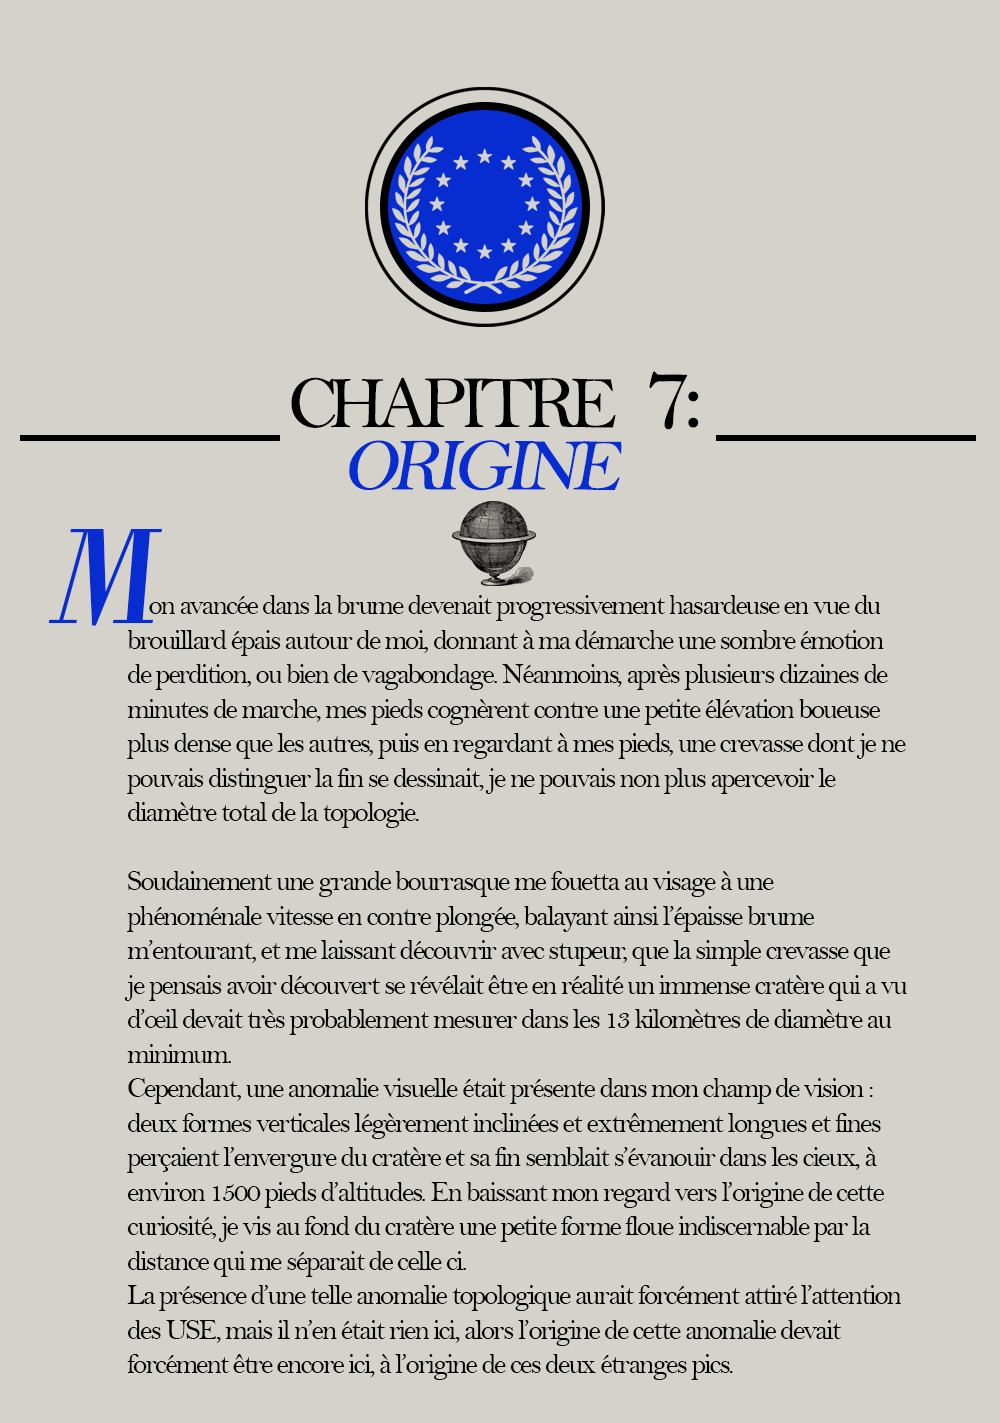 CHAPITRE 7:
ORIGINE
Mon avancée dans la brume devenait progressivement hasardeuse en vue du
brouillard épais autour de moi, donnant à ma démarche une sombre émotion
de perdition, ou bien de vagabondage. Néanmoins, après plusieurs dizaines de
minutes de marche, mes pieds cognèrent contre une petite élévation boueuse
plus dense que les autres, puis en regardant à mes pieds, une crevasse dont je ne
pouvais distinguer la fin se dessinait, je ne pouvais non plus apercevoir le
diamètre total de la topologie.
Soudainement une grande bourrasque me fouetta au visage à une
phénoménale vitesse en contre plongée, balayant ainsi l’épaisse brume
m’entourant, et me laissant découvrir avec stupeur, que la simple crevasse que
je pensais avoir découvert se révélait être en réalité un immense cratère qui a vu
d’œil devait très probablement mesurer dans les 13 kilomètres de diamètre au
minimum.
Cependant, une anomalie visuelle était présente dans mon champ de vision :
deux formes verticales légèrement inclinées et extrêmement longues et fines
perçaient l’envergure du cratère et sa fin semblait s’évanouir dans les cieux, à
environ 1500 pieds d’altitudes. En baissant mon regard vers l’origine de cette
curiosité, je vis au fond du cratère une petite forme floue indiscernable par la
distance qui me séparait de celle ci.
La présence d’une telle anomalie topologique aurait forcément attiré l’attention
des USE, mais il n’en était rien ici, alors l’origine de cette anomalie devait
forcément être encore ici, à l’origine de ces deux étranges pics.